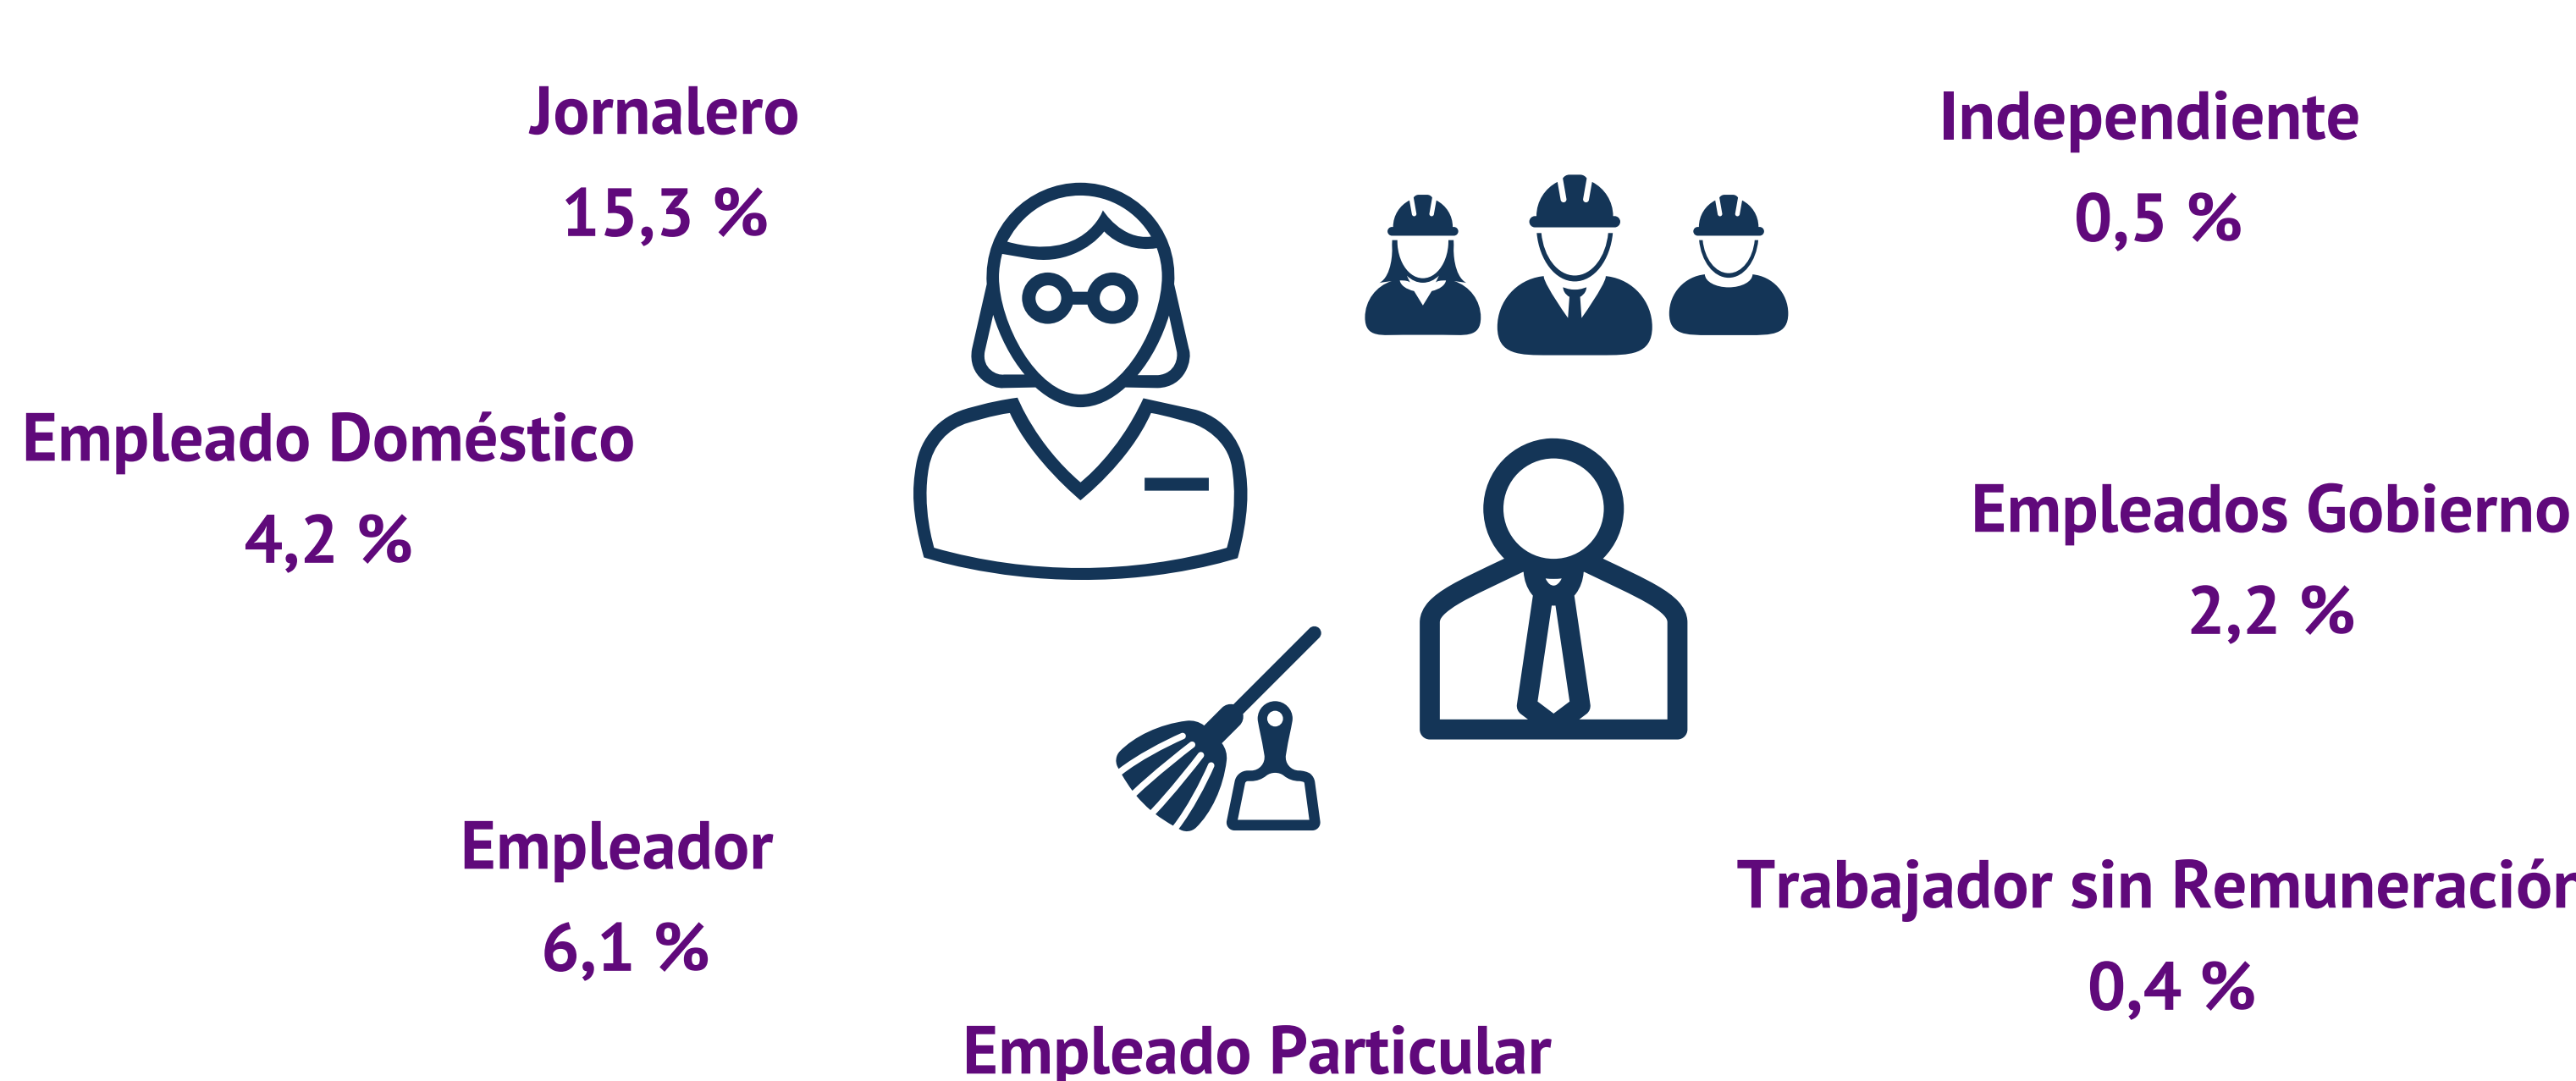 Jornalero
15,3 %
Independiente
0,5 %
Empleado Doméstico
4,2 %
Empleados Gobierno
2,2 %
Empleador
6,1 %
Trabajador sin Remuneración
0,4 %
Empleado Particular